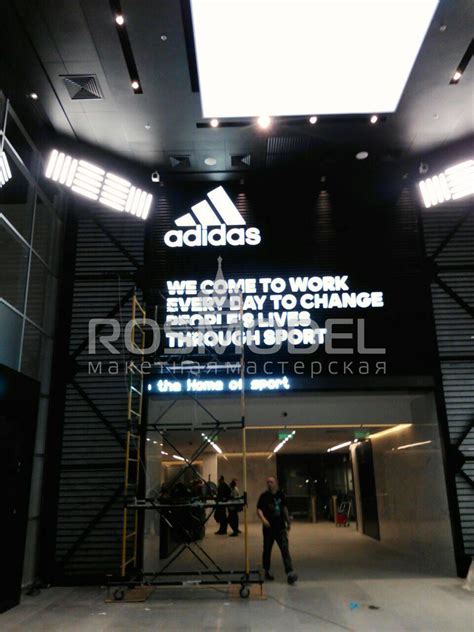 adidas
WE COME TO WORK
EVERY DAY TO CHANGE
PEOPLE'S LIVES
THROUGH SPORT
ROSMODEL
макетная мастерская
the Home of sport